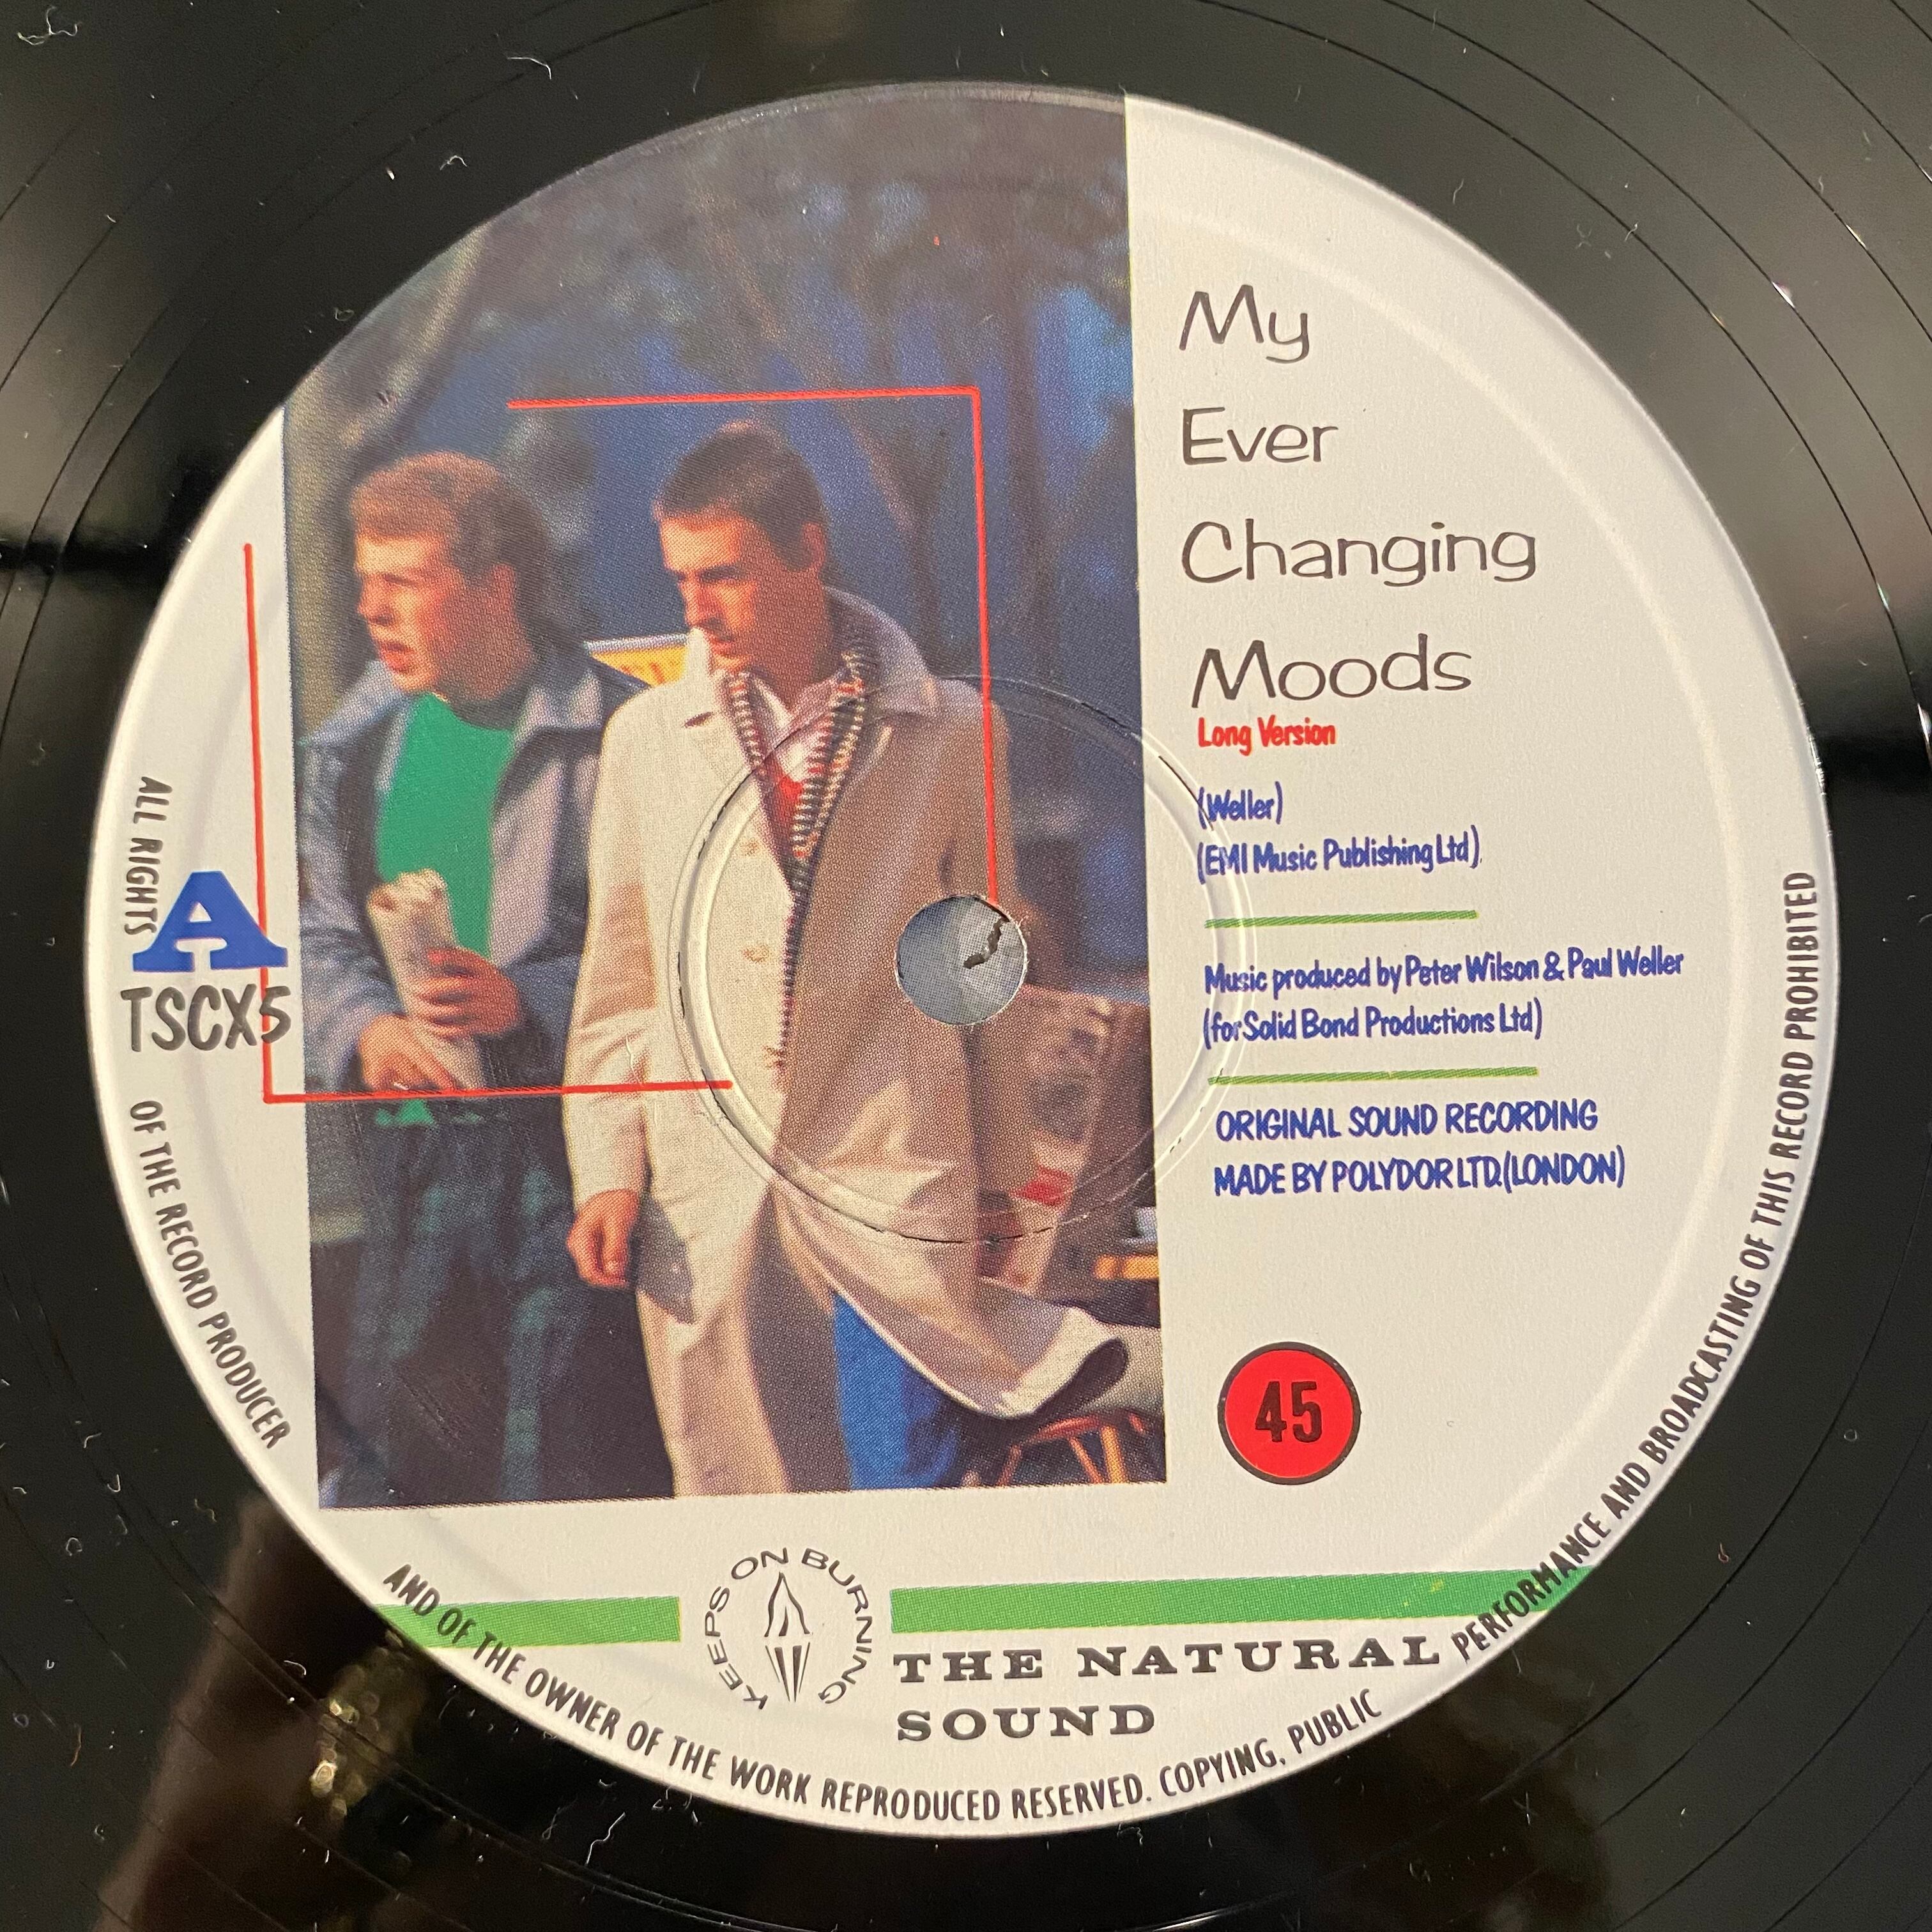 My
Ever
Changing
Moods
Long Version
(Weller)
(EMI Music Publishing Ltd).
Music produced by Peter Wilson & Paul Weller
(for Solid Bond Productions Ltd)
ORIGINAL SOUND RECORDING
MADE BY POLYDOR LTD.(LONDON)
A
TSCX5
45
KEEPS ON BURNING
THE NATURAL
SOUND
ALL RIGHTS OF THE RECORD PRODUCER AND OF THE OWNER OF THE WORK REPRODUCED RESERVED. COPYING, PUBLIC PERFORMANCE AND BROADCASTING OF THIS RECORD PROHIBITED